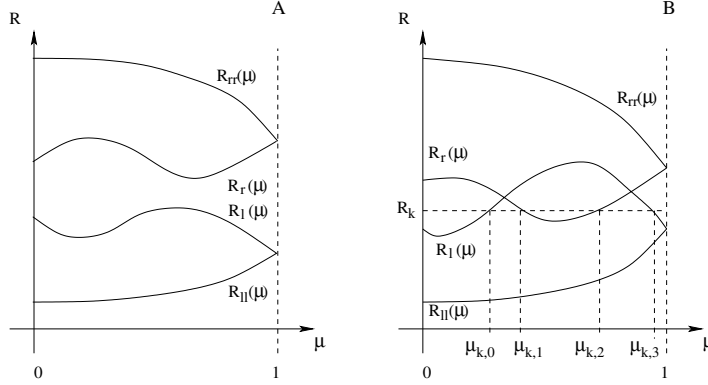 A
R
R_rr(μ)
R_r(μ)
R_l(μ)
R_ll(μ)
μ
0
1
B
R
R_rr(μ)
R_r(μ)
R_k
R_l(μ)
R_ll(μ)
μ
μ_k,0 μ_k,1 μ_k,2 μ_k,3
0
1